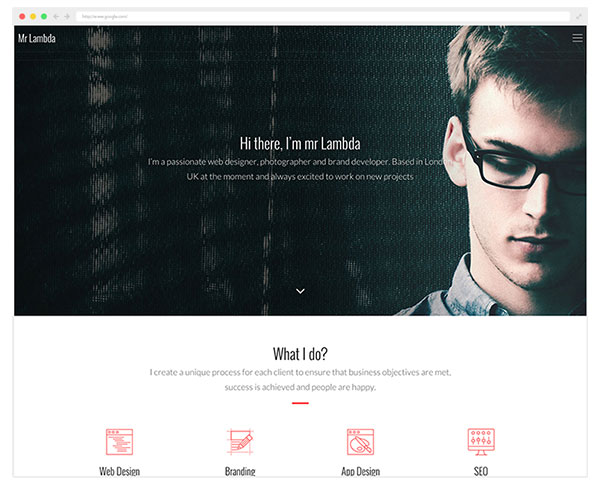 http://www.google.com/
Mr Lambda
Hi there, I'm mr Lambda
I'm a passionate web designer, photographer and brand developer. Based in London,
UK at the moment and always excited to work on new projects
What I do?
I create a unique process for each client to ensure that business objectives are met,
success is achieved and people are happy.
Web Design
Branding
App Design
SEO